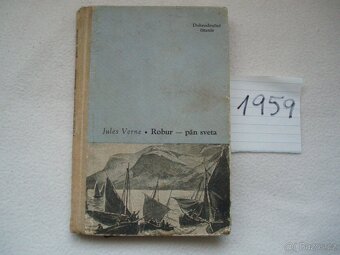 Dobrodružné
čítanie
1959
Jules Verne • Robur — pán sveta